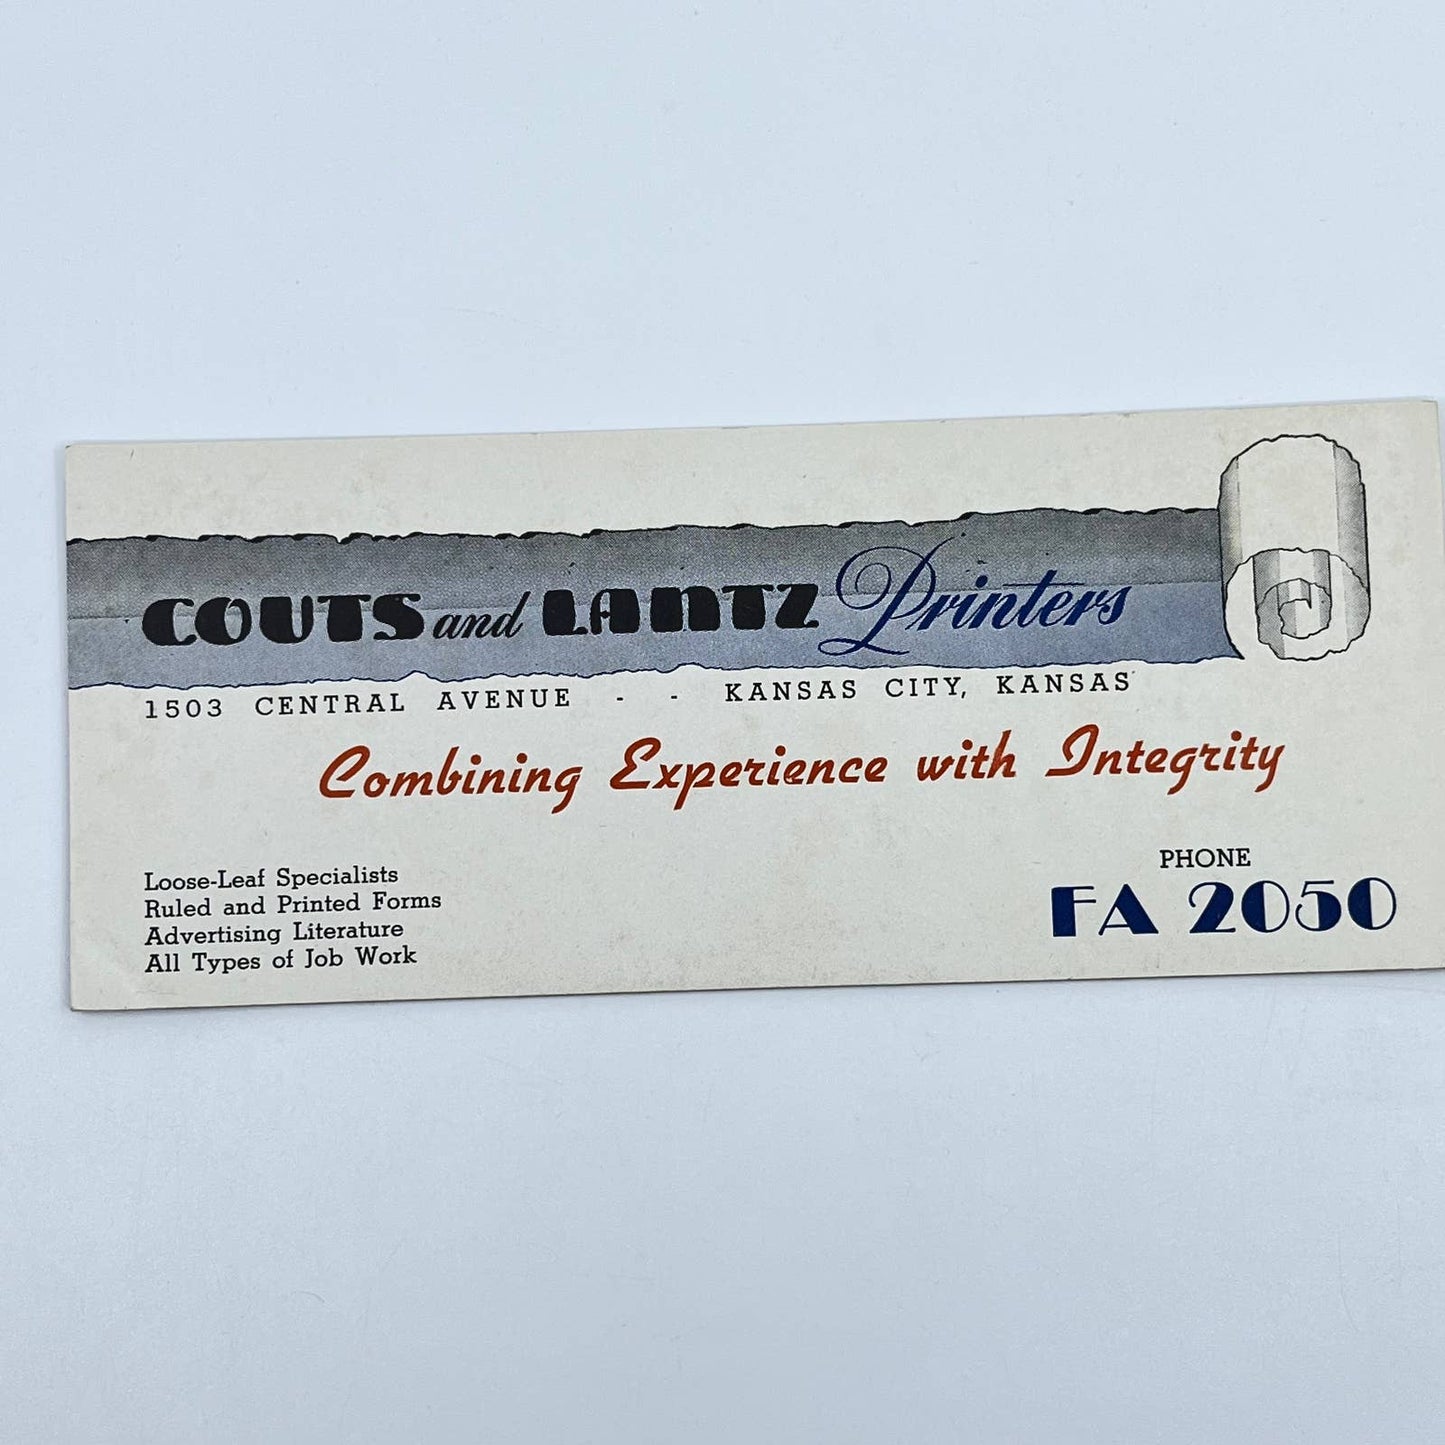 COUTS and LANTZ Printers
1503 CENTRAL AVENUE - - KANSAS CITY, KANSAS
Combining Experience with Integrity
Loose-Leaf Specialists
Ruled and Printed Forms
Advertising Literature
All Types of Job Work
PHONE
FA 2050